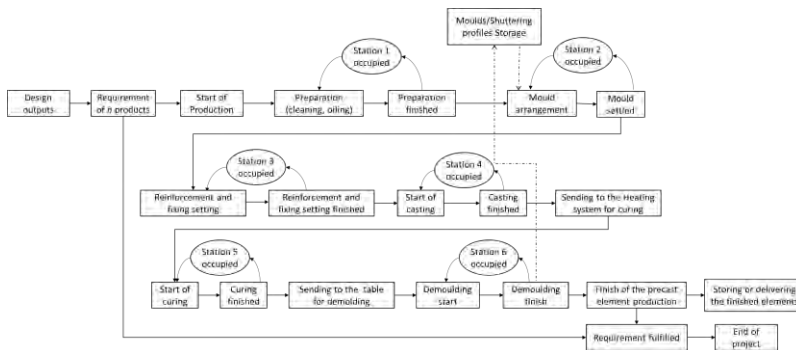 Moulds/Shuttering
profiles Storage
Station 1
occupied
Station 2
occupied
Design
outputs
Requirement
of n products
Start of
Production
Preparation
(cleaning, oiling)
Preparation
finished
Mould
arrangement
Mould
settled
Station 3
occupied
Station 4
occupied
Reinforcement and
fixing setting
Reinforcement and
fixing setting finished
Start of
casting
Casting
finished
Sending to the Heating
system for curing
Station 5
occupied
Station 6
occupied
Start of
curing
Curing
finished
Sending to the table
for demolding
Demoulding
start
Demoulding
finish
Finish of the precast
element production
Storing or delivering
the finished elements
Requirement fulfilled
End of
project